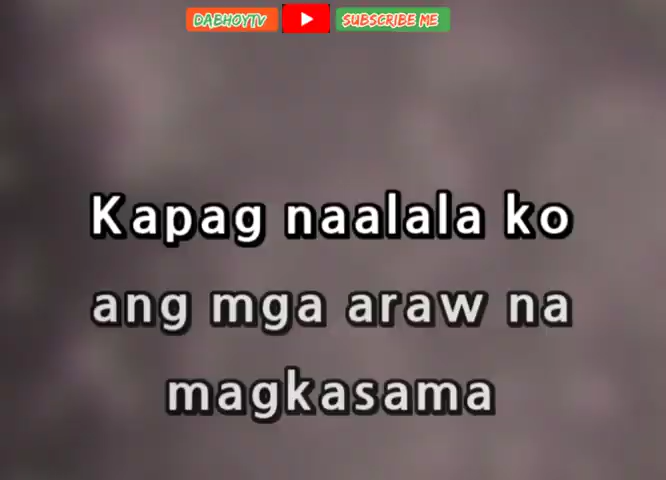 DABHOYTV SUBSCRIBE ME
Kapag naalala ko
ang mga araw na
magkasama